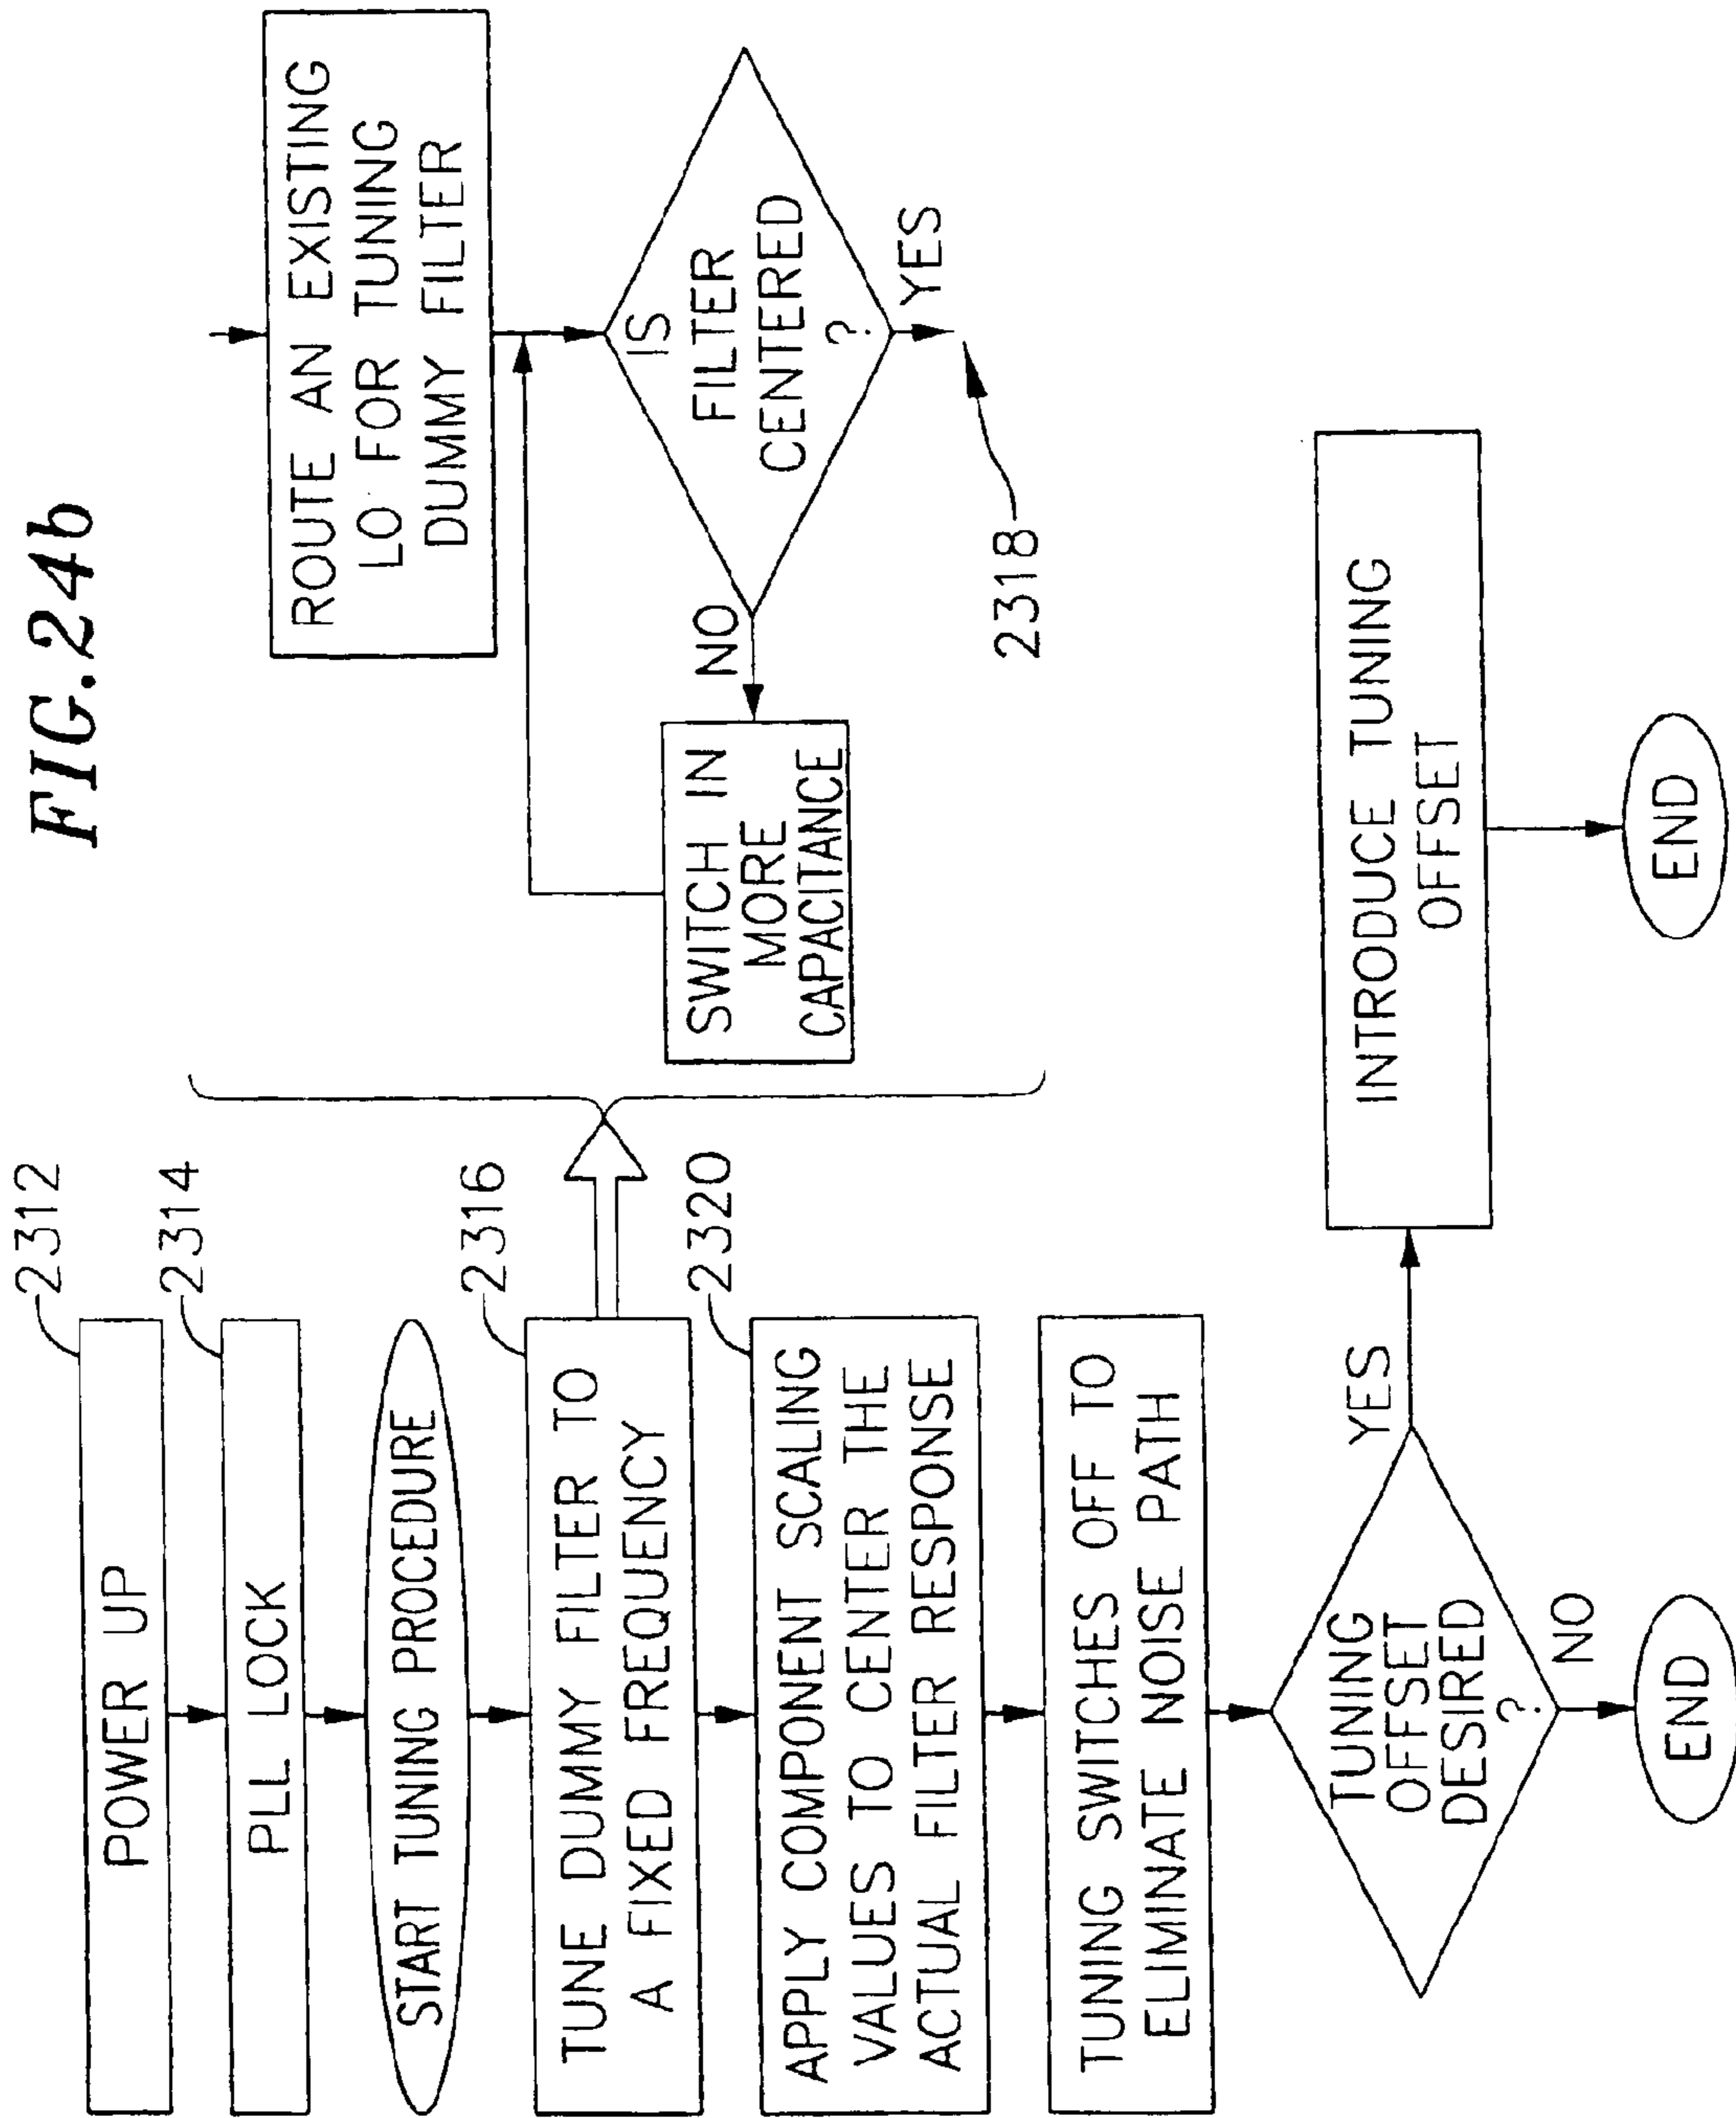 FIG.24b
POWER UP
2312
PLL LOCK
2314
START TUNING PROCEDURE
TUNE DUMMY FILTER TO
A FIXED FREQUENCY
2316
APPLY COMPONENT SCALING
VALUES TO CENTER THE
ACTUAL FILTER RESPONSE
2320
TUNING SWITCHES OFF TO
ELIMINATE NOISE PATH
TUNING
OFFSET
DESIRED
?
YES
NO
END
INTRODUCE TUNING
OFFSET
END
ROUTE AN EXISTING
LO FOR TUNING
DUMMY FILTER
IS
FILTER
CENTERED
?
NO
YES
SWITCH IN
MORE
CAPACITANCE
2318